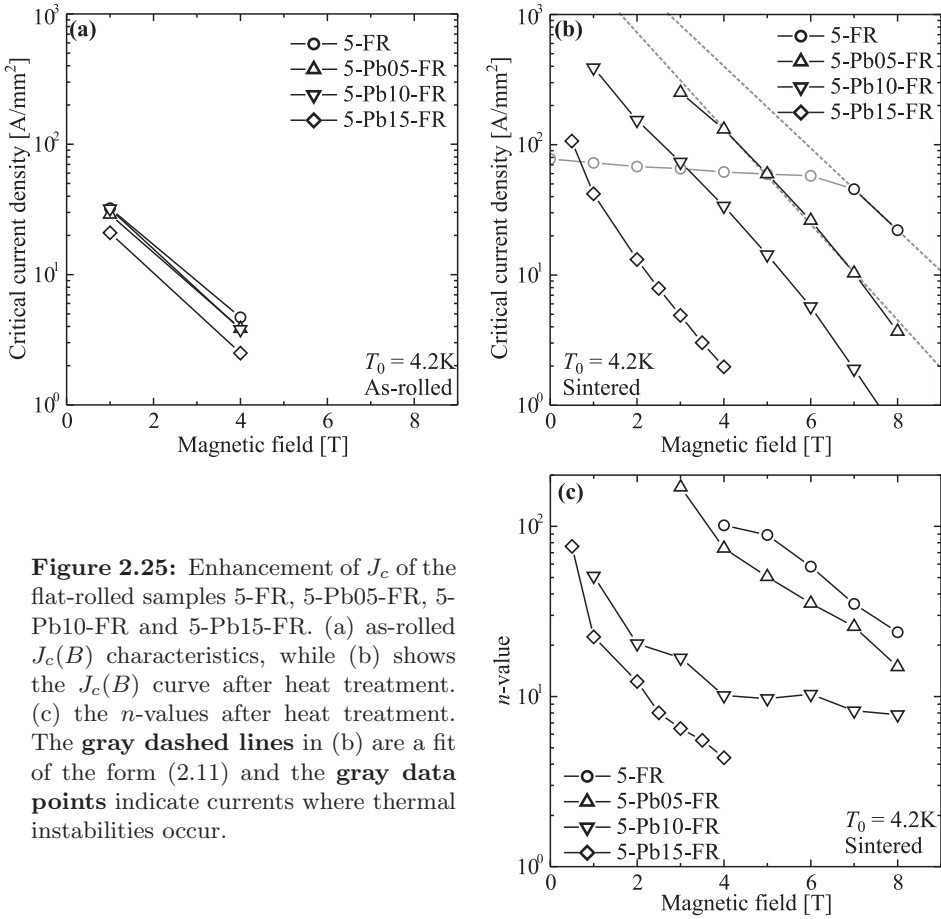 (a)
5-FR
5-Pb05-FR
5-Pb10-FR
5-Pb15-FR
T₀ = 4.2K
As-rolled
Critical current density [A/mm²]
10³
10²
10¹
10⁰
0 2 4 6 8
Magnetic field [T]
(b)
5-FR
5-Pb05-FR
5-Pb10-FR
5-Pb15-FR
T₀ = 4.2K
Sintered
Critical current density [A/mm²]
10³
10²
10¹
10⁰
0 2 4 6 8
Magnetic field [T]
Figure 2.25: Enhancement of Jc of the
flat-rolled samples 5-FR, 5-Pb05-FR, 5-
Pb10-FR and 5-Pb15-FR. (a) as-rolled
Jc(B) characteristics, while (b) shows
the Jc(B) curve after heat treatment.
(c) the n-values after heat treatment.
The gray dashed lines in (b) are a fit
of the form (2.11) and the gray data
points indicate currents where thermal
instabilities occur.
(c)
n-value
10²
10¹
10⁰
5-FR
5-Pb05-FR
5-Pb10-FR
5-Pb15-FR
T₀ = 4.2K
Sintered
0 2 4 6 8
Magnetic field [T]